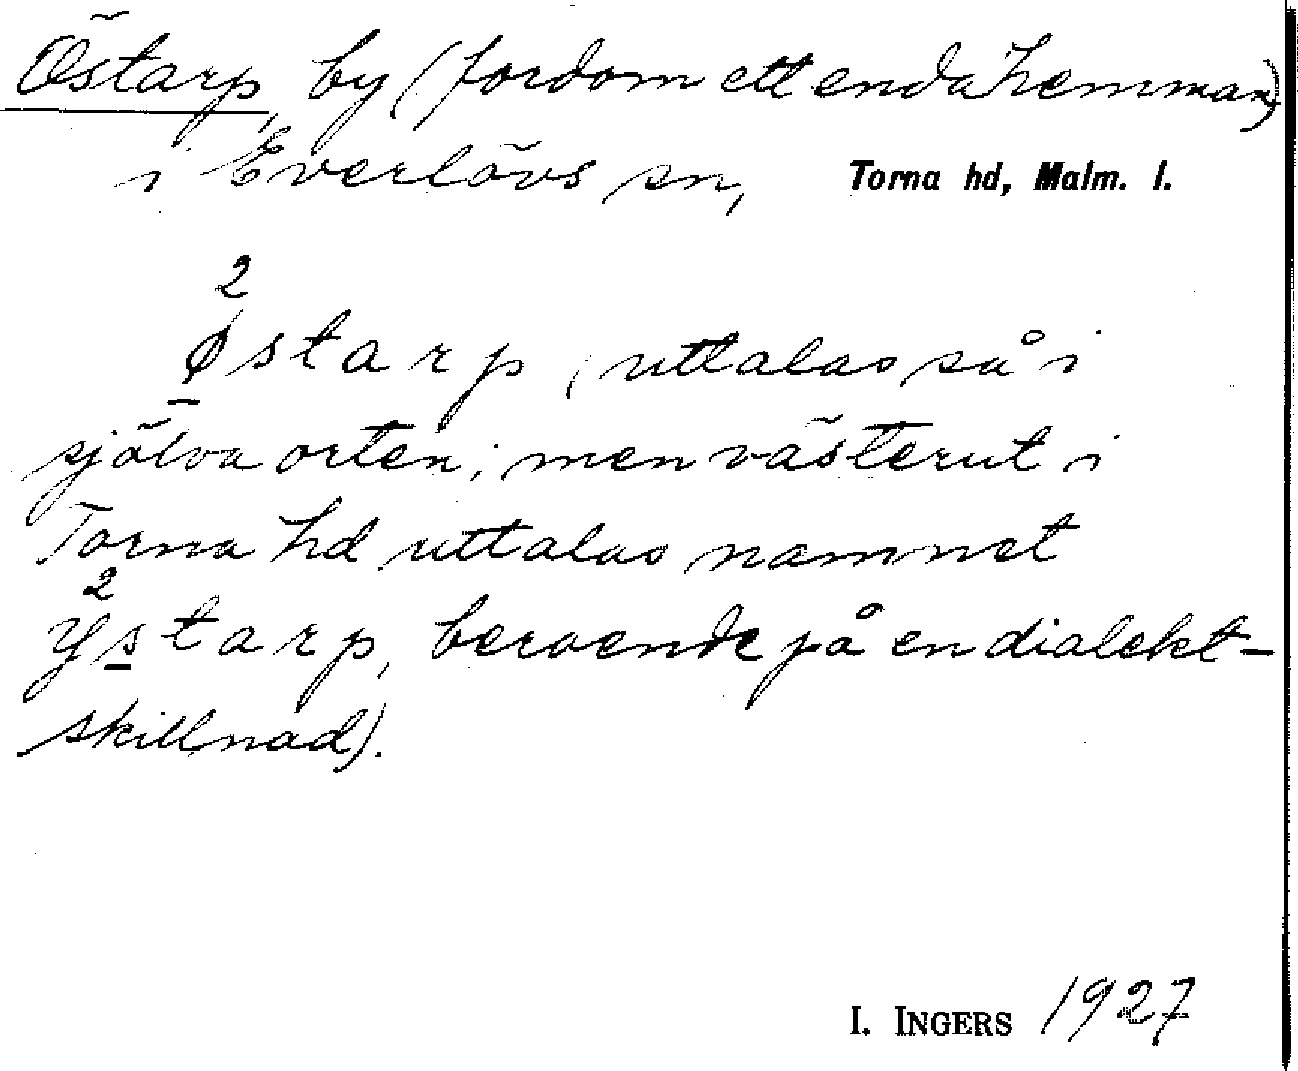 Östarp, by (fordom ett enda hemman)
i Everlövs sn, Torna hd, Malm. l.
2
Østarp, (uttalas så i
själva orten; men västerut i
Torna hd uttalas namnet
2
ystarp, beroende på en dialekt-
skillnad).
I. INGERS 1927